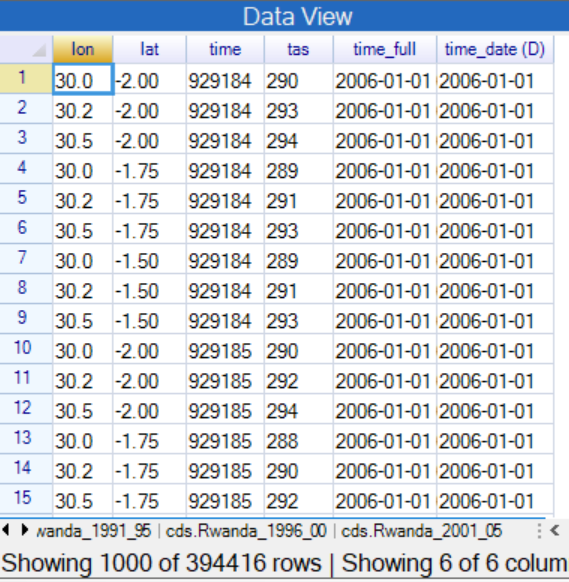 Data View
lon lat time tas time_full time_date (D)
1 30.0 -2.00 929184 290 2006-01-01 2006-01-01
2 30.2 -2.00 929184 293 2006-01-01 2006-01-01
3 30.5 -2.00 929184 294 2006-01-01 2006-01-01
4 30.0 -1.75 929184 289 2006-01-01 2006-01-01
5 30.2 -1.75 929184 291 2006-01-01 2006-01-01
6 30.5 -1.75 929184 293 2006-01-01 2006-01-01
7 30.0 -1.50 929184 289 2006-01-01 2006-01-01
8 30.2 -1.50 929184 291 2006-01-01 2006-01-01
9 30.5 -1.50 929184 293 2006-01-01 2006-01-01
10 30.0 -2.00 929185 290 2006-01-01 2006-01-01
11 30.2 -2.00 929185 292 2006-01-01 2006-01-01
12 30.5 -2.00 929185 294 2006-01-01 2006-01-01
13 30.0 -1.75 929185 288 2006-01-01 2006-01-01
14 30.2 -1.75 929185 290 2006-01-01 2006-01-01
15 30.5 -1.75 929185 292 2006-01-01 2006-01-01
wanda_1991_95 | cds.Rwanda_1996_00 | cds.Rwanda_2001_05
Showing 1000 of 394416 rows | Showing 6 of 6 colum